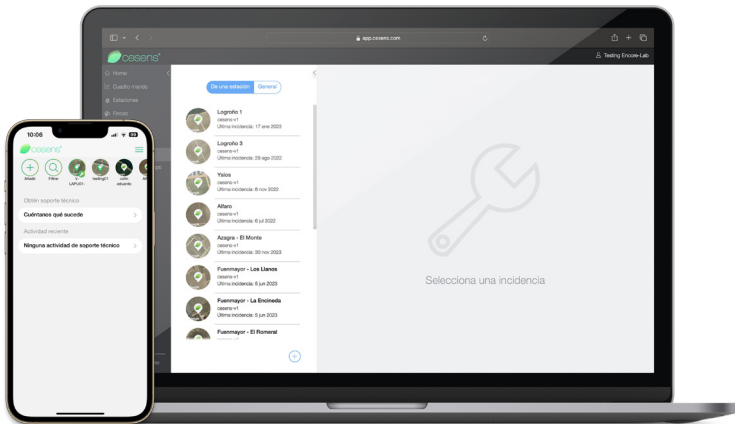 app.cesens.com
cesens
Testing Encore-Lab
Home
Cuadro mando
Estaciones
Fincas
De una estación
General
Logroño 1
cesens-v1
Última incidencia: 17 ene 2023
Logroño 3
cesens-v1
Última incidencia: 29 ago 2022
Ysios
cesens-v1
Última incidencia: 8 nov 2022
Alfaro
cesens-v1
Última incidencia: 6 jul 2022
Azagra - El Monte
cesens-v1
Última incidencia: 30 nov 2023
Fuenmayor - Los Llanos
cesens-v1
Última incidencia: 6 jun 2023
Fuenmayor - La Encineda
cesens-v1
Última incidencia: 5 jun 2023
Fuenmayor - El Romeral
Selecciona una incidencia
10:08
cesens
Añadir
Filtrar
testing01
Obtén soporte técnico
Cuéntanos qué sucede
Actividad reciente
Ninguna actividad de soporte técnico